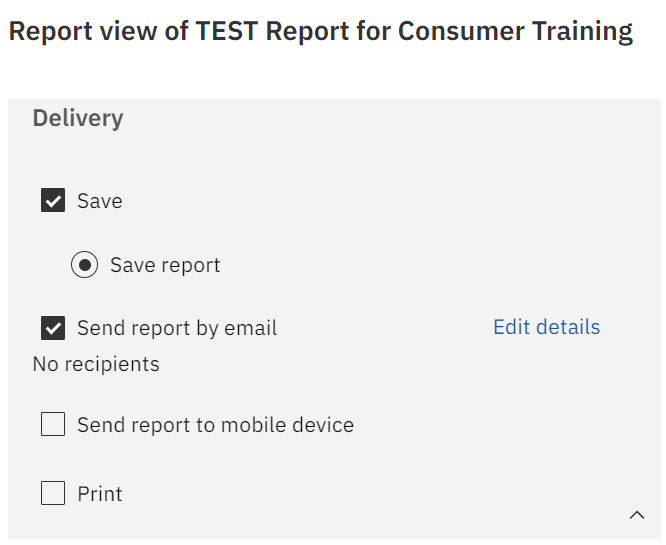 Report view of TEST Report for Consumer Training
Delivery
Save
Save report
Send report by email Edit details
No recipients
Send report to mobile device
Print